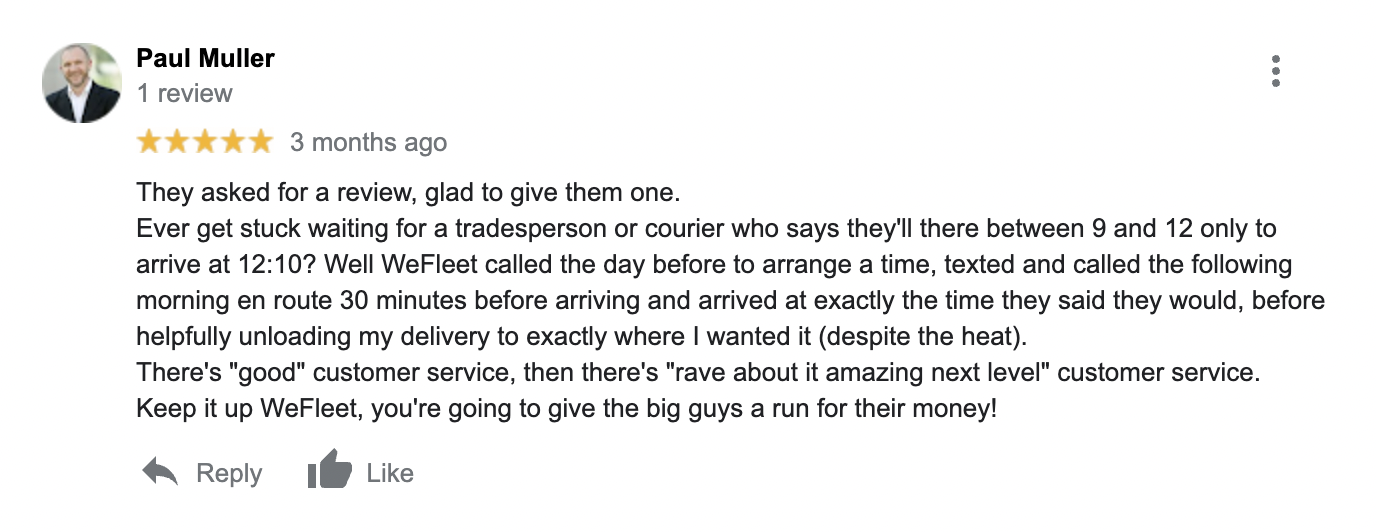 Paul Muller
1 review
3 months ago
They asked for a review, glad to give them one.
Ever get stuck waiting for a tradesperson or courier who says they'll there between 9 and 12 only to
arrive at 12:10? Well WeFleet called the day before to arrange a time, texted and called the following
morning en route 30 minutes before arriving and arrived at exactly the time they said they would, before
helpfully unloading my delivery to exactly where I wanted it (despite the heat).
There's "good" customer service, then there's "rave about it amazing next level" customer service.
Keep it up WeFleet, you're going to give the big guys a run for their money!
Reply Like